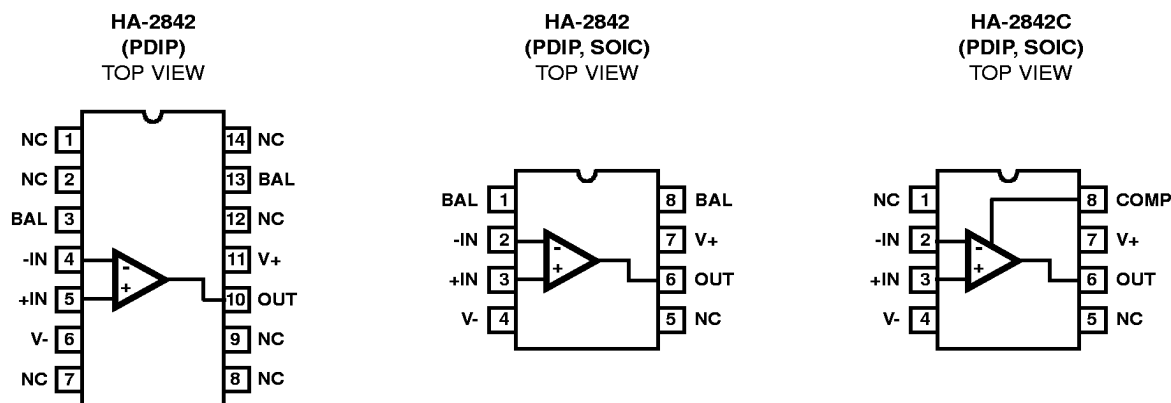 HA-2842
(PDIP)
TOP VIEW
NC 1 14 NC
NC 2 13 BAL
BAL 3 12 NC
-IN 4 - 11 V+
+IN 5 + 10 OUT
V- 6 9 NC
NC 7 8 NC
HA-2842
(PDIP, SOIC)
TOP VIEW
BAL 1 8 BAL
-IN 2 - 7 V+
+IN 3 + 6 OUT
V- 4 5 NC
HA-2842C
(PDIP, SOIC)
TOP VIEW
NC 1 8 COMP
-IN 2 - 7 V+
+IN 3 + 6 OUT
V- 4 5 NC